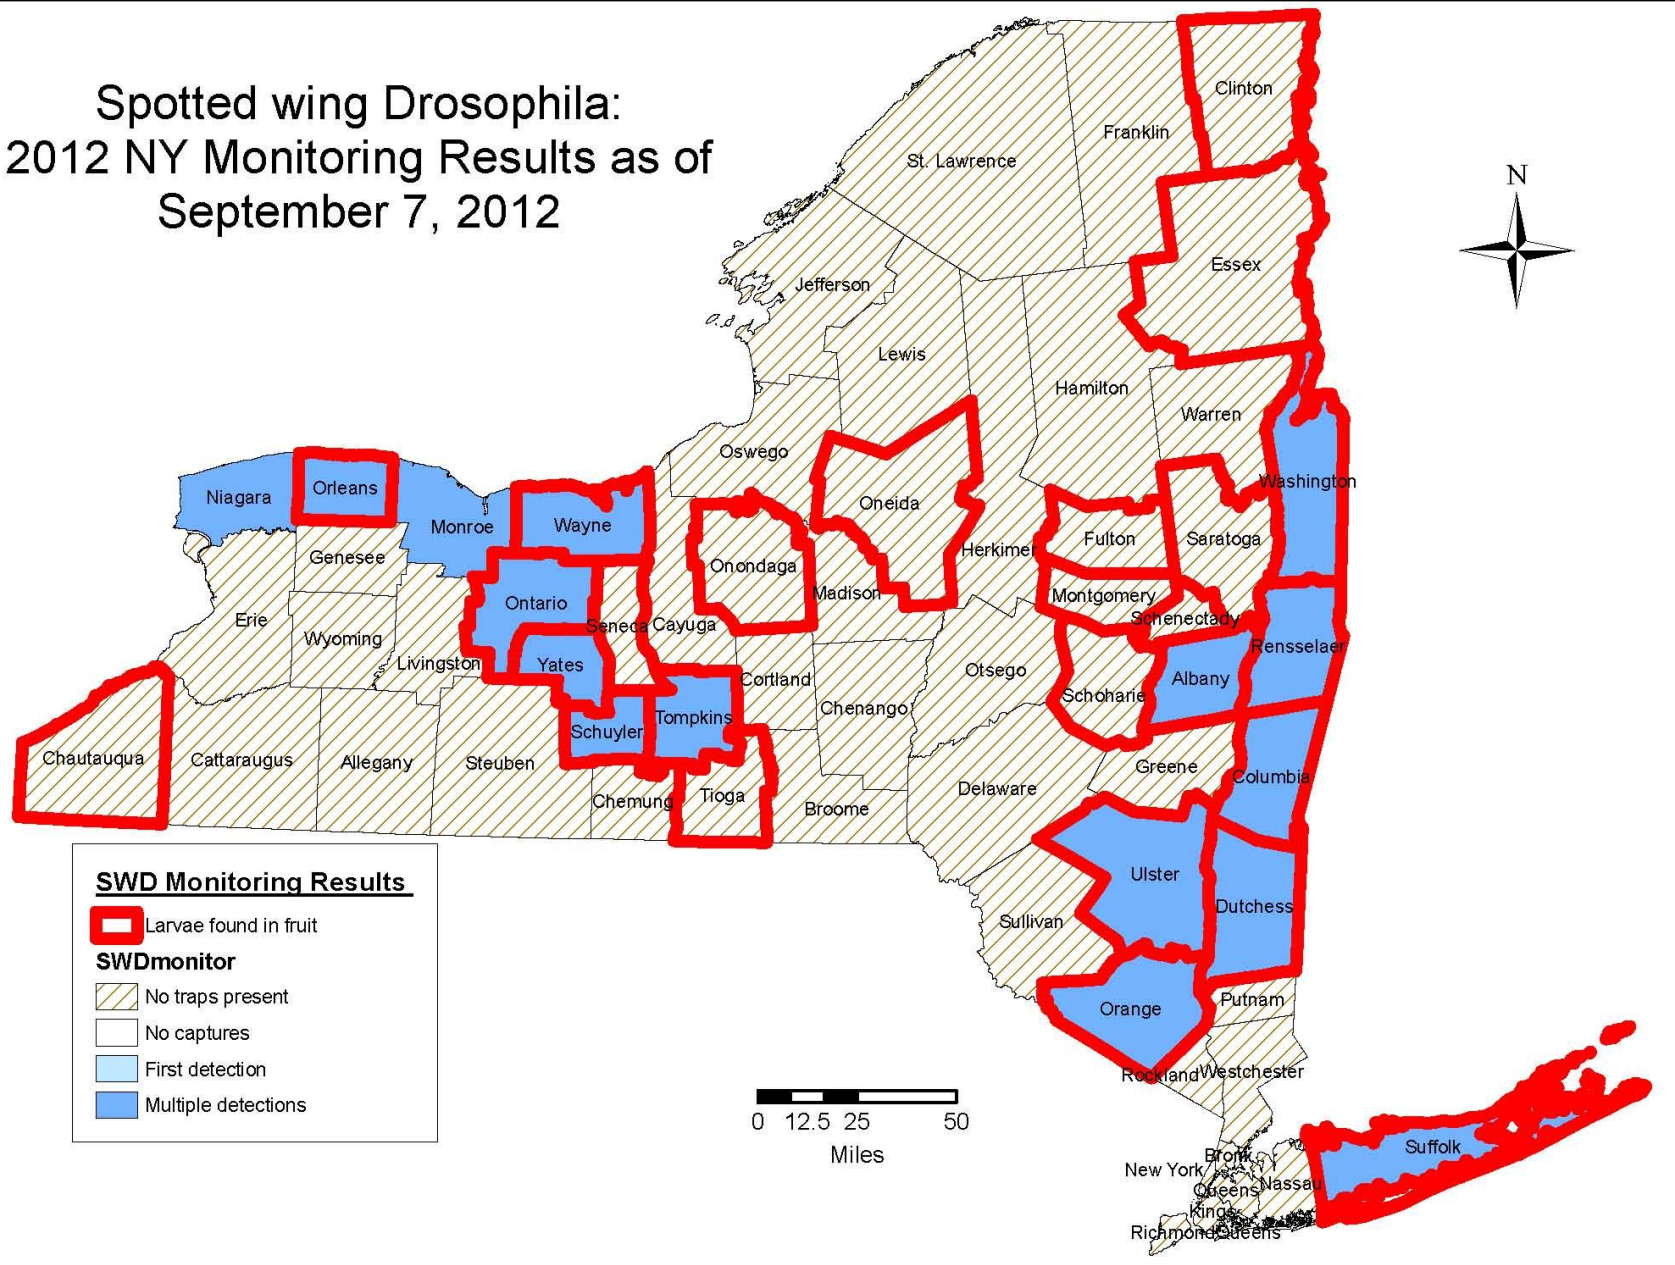 Spotted wing Drosophila:
2012 NY Monitoring Results as of
September 7, 2012
N
Clinton
Franklin
St. Lawrence
Essex
Jefferson
Lewis
Hamilton
Warren
Oswego
Washington
Orleans
Niagara
Oneida
Monroe
Wayne
Fulton
Saratoga
Herkimer
Genesee
Onondaga
Madison
Montgomery
Ontario
Schenectady
Erie
Seneca
Cayuga
Wyoming
Rensselaer
Livingston
Yates
Otsego
Albany
Cortland
Schoharie
Chenango
Tompkins
Schuyler
Chautauqua
Cattaraugus
Allegany
Steuben
Greene
Columbia
Delaware
Chemung
Tioga
Broome
Ulster
Dutchess
Sullivan
Putnam
Orange
Rockland
Westchester
Suffolk
Bronx
New York
Queens
Nassau
Kings
Richmond
Queens
SWD Monitoring Results
Larvae found in fruit
SWDmonitor
No traps present
No captures
First detection
Multiple detections
0 12.5 25 50
Miles